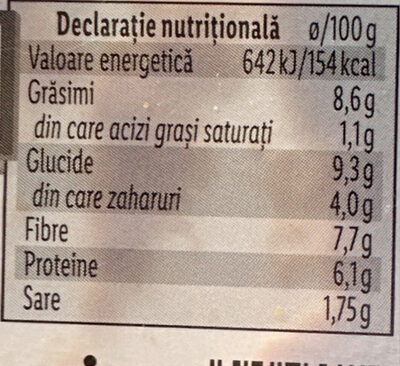 Declarație nutrițională ø/100g
Valoare energetică 642kJ/154kcal
Grăsimi 8,6g
din care acizi grași saturați 1,1g
Glucide 9,3g
din care zaharuri 4,0g
Fibre 7,7g
Proteine 6,1g
Sare 1,75g